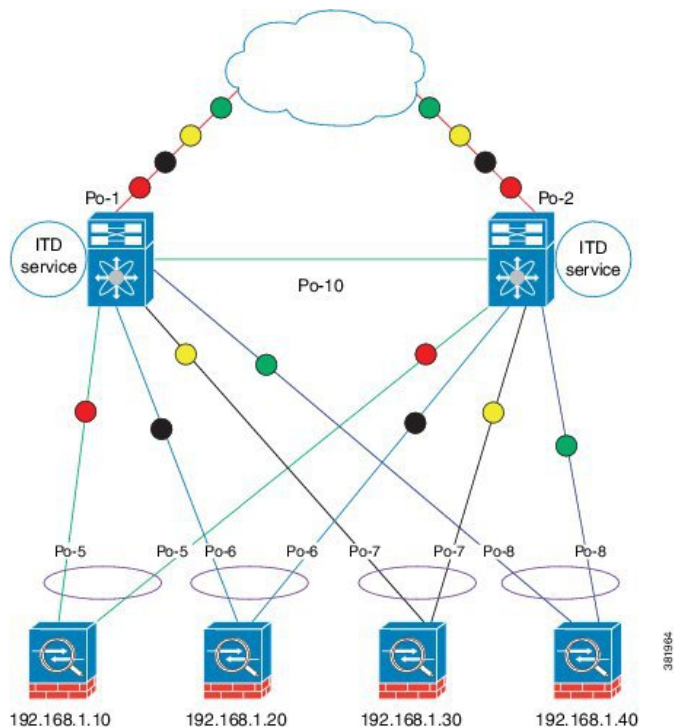 Po-1
Po-2
ITD
service
ITD
service
Po-10
Po-5
Po-5
Po-6
Po-6
Po-7
Po-7
Po-8
Po-8
192.168.1.10
192.168.1.20
192.168.1.30
192.168.1.40
381964